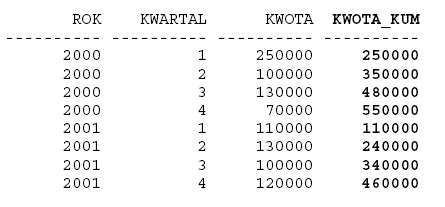 ROK KWARTAL KWOTA KWOTA_KUM
---------- ---------- ---------- ----------
2000 1 250000 250000
2000 2 100000 350000
2000 3 130000 480000
2000 4 70000 550000
2001 1 110000 110000
2001 2 130000 240000
2001 3 100000 340000
2001 4 120000 460000